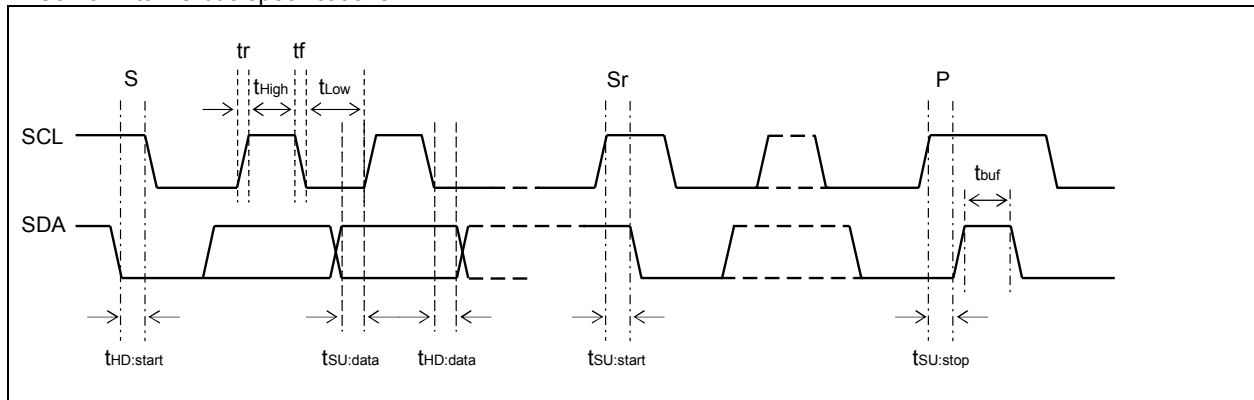 tr tf
S tHigh tLow Sr P
SCL
tbuf
SDA
tHD:start tSU:data tHD:data tSU:start tSU:stop